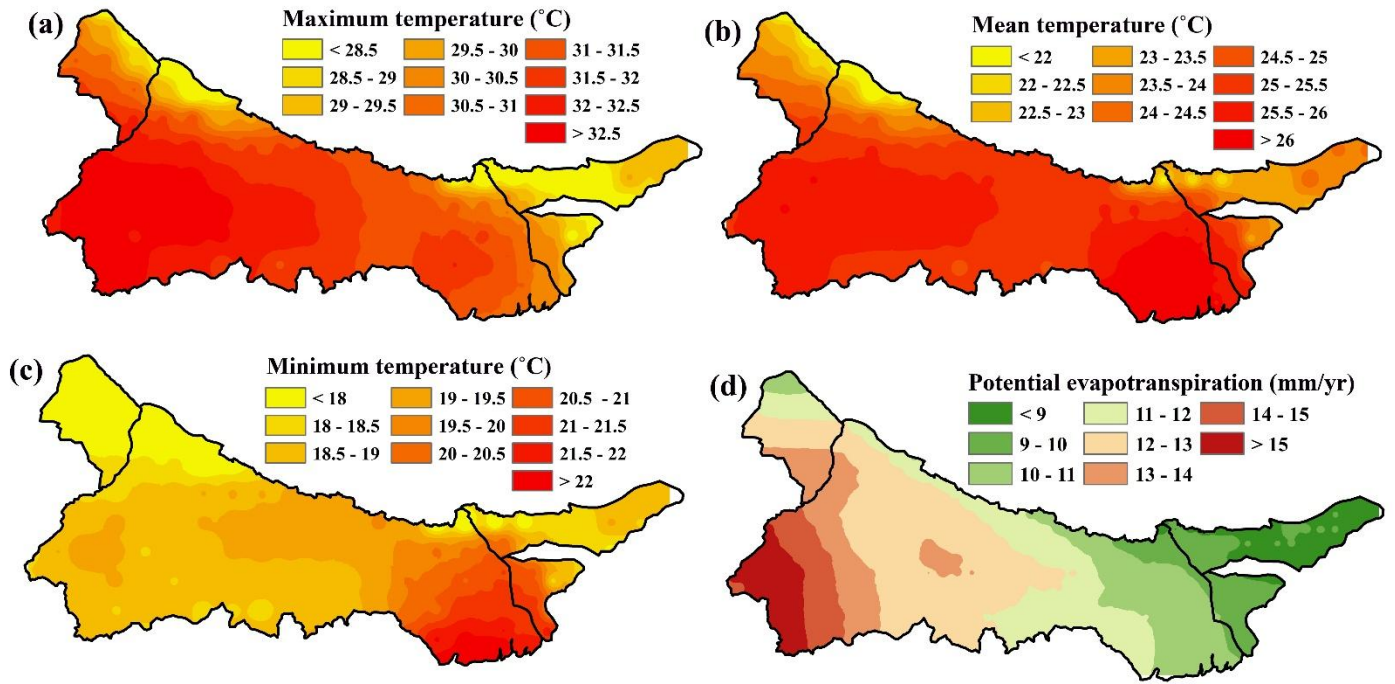 (a)
Maximum temperature (˚C)
< 28.5
29.5 - 30
31 - 31.5
28.5 - 29
30 - 30.5
31.5 - 32
29 - 29.5
30.5 - 31
32 - 32.5
> 32.5
(b)
Mean temperature (˚C)
< 22
23 - 23.5
24.5 - 25
22 - 22.5
23.5 - 24
25 - 25.5
22.5 - 23
24 - 24.5
25.5 - 26
> 26
(c)
Minimum temperature (˚C)
< 18
19 - 19.5
20.5 - 21
18 - 18.5
19.5 - 20
21 - 21.5
18.5 - 19
20 - 20.5
21.5 - 22
> 22
(d)
Potential evapotranspiration (mm/yr)
< 9
11 - 12
14 - 15
9 - 10
12 - 13
> 15
10 - 11
13 - 14